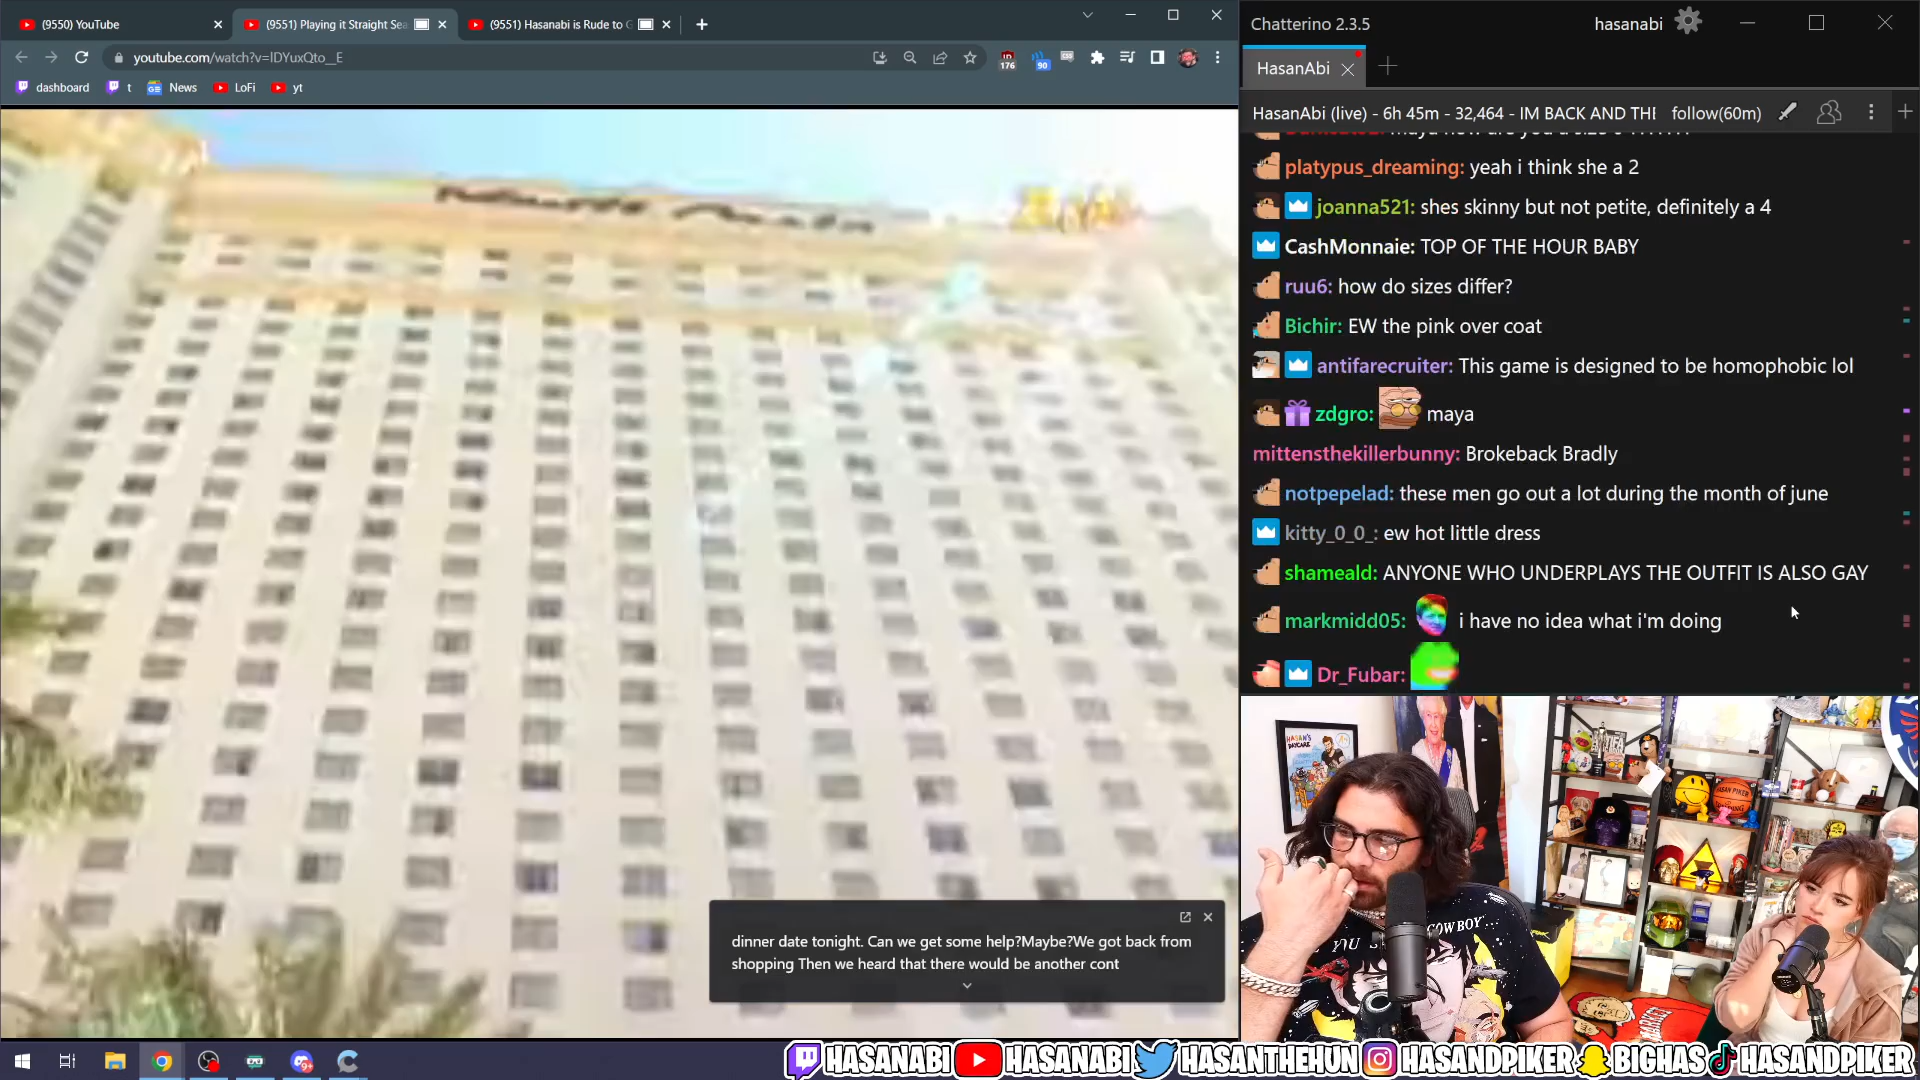 (9550) YouTube
(9551) Playing it Straight Sea
(9551) Hasanabi is Rude to G
youtube.com/watch?v=lDYuxQto__E
176
90
dashboard
t
News
LoFi
yt
dinner date tonight. Can we get some help?Maybe?We got back from
shopping Then we heard that there would be another cont
Chatterino 2.3.5
hasanabi
HasanAbi
HasanAbi (live) - 6h 45m - 32,464 - IM BACK AND THE
follow(60m)
platypus_dreaming: yeah i think she a 2
joanna521: shes skinny but not petite, definitely a 4
CashMonnaie: TOP OF THE HOUR BABY
ruu6: how do sizes differ?
Bichir: EW the pink over coat
antifarecruiter: This game is designed to be homophobic lol
zdgro: maya
mittensthekillerbunny: Brokeback Bradly
notpepelad: these men go out a lot during the month of june
kitty_0_0_: ew hot little dress
shameald: ANYONE WHO UNDERPLAYS THE OUTFIT IS ALSO GAY
markmidd05: i have no idea what i'm doing
Dr_Fubar:
HASAN'S
DAYCARE
COWBOY
HASANABI
HASANABI
HASANTHEHUN
HASANDPIKER
BIGHAS
HASANDPIKER